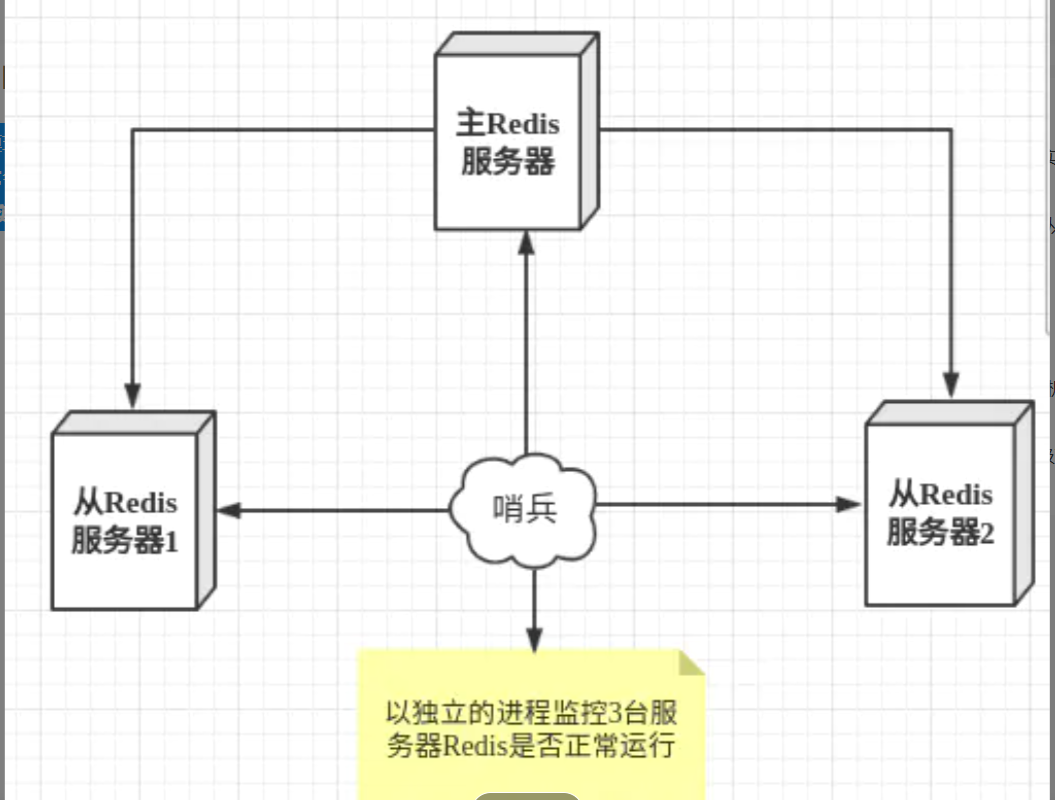 主Redis
服务器
从Redis
服务器1
哨兵
从Redis
服务器2
以独立的进程监控3台服
务器Redis是否正常运行